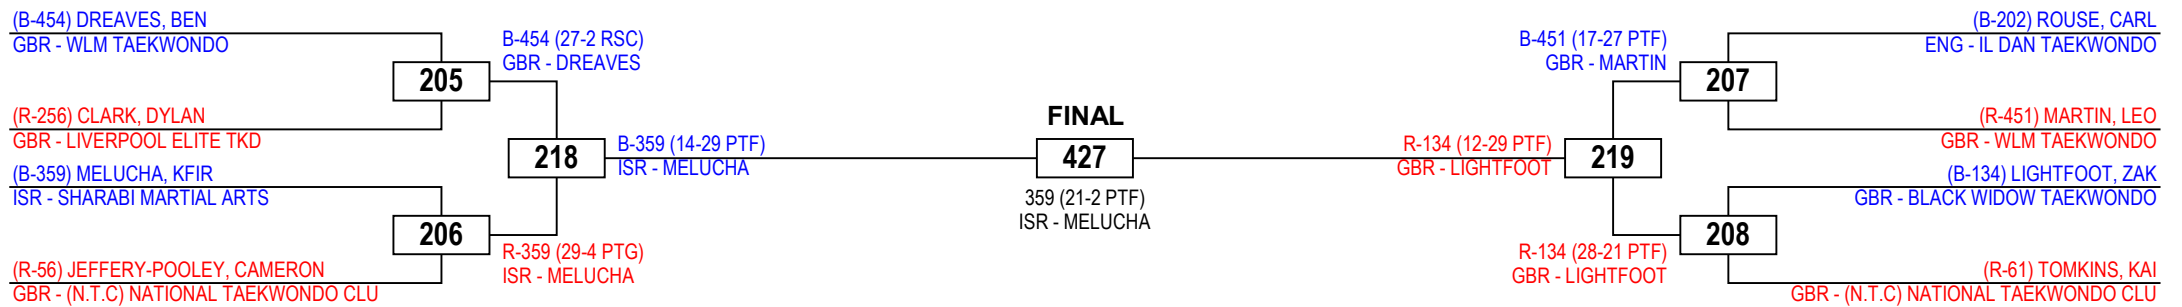 (B-454) DREAVES, BEN
GBR - WLM TAEKWONDO
205
(R-256) CLARK, DYLAN
GBR - LIVERPOOL ELITE TKD
(B-359) MELUCHA, KFIR
ISR - SHARABI MARTIAL ARTS
206
(R-56) JEFFERY-POOLEY, CAMERON
GBR - (N.T.C) NATIONAL TAEKWONDO CLU
B-454 (27-2 RSC)
GBR - DREAVES
218
R-359 (29-4 PTG)
ISR - MELUCHA
B-359 (14-29 PTF)
ISR - MELUCHA
FINAL
427
359 (21-2 PTF)
ISR - MELUCHA
R-134 (12-29 PTF)
GBR - LIGHTFOOT
B-451 (17-27 PTF)
GBR - MARTIN
219
R-134 (28-21 PTF)
GBR - LIGHTFOOT
(B-202) ROUSE, CARL
ENG - IL DAN TAEKWONDO
207
(R-451) MARTIN, LEO
GBR - WLM TAEKWONDO
(B-134) LIGHTFOOT, ZAK
GBR - BLACK WIDOW TAEKWONDO
208
(R-61) TOMKINS, KAI
GBR - (N.T.C) NATIONAL TAEKWONDO CLU